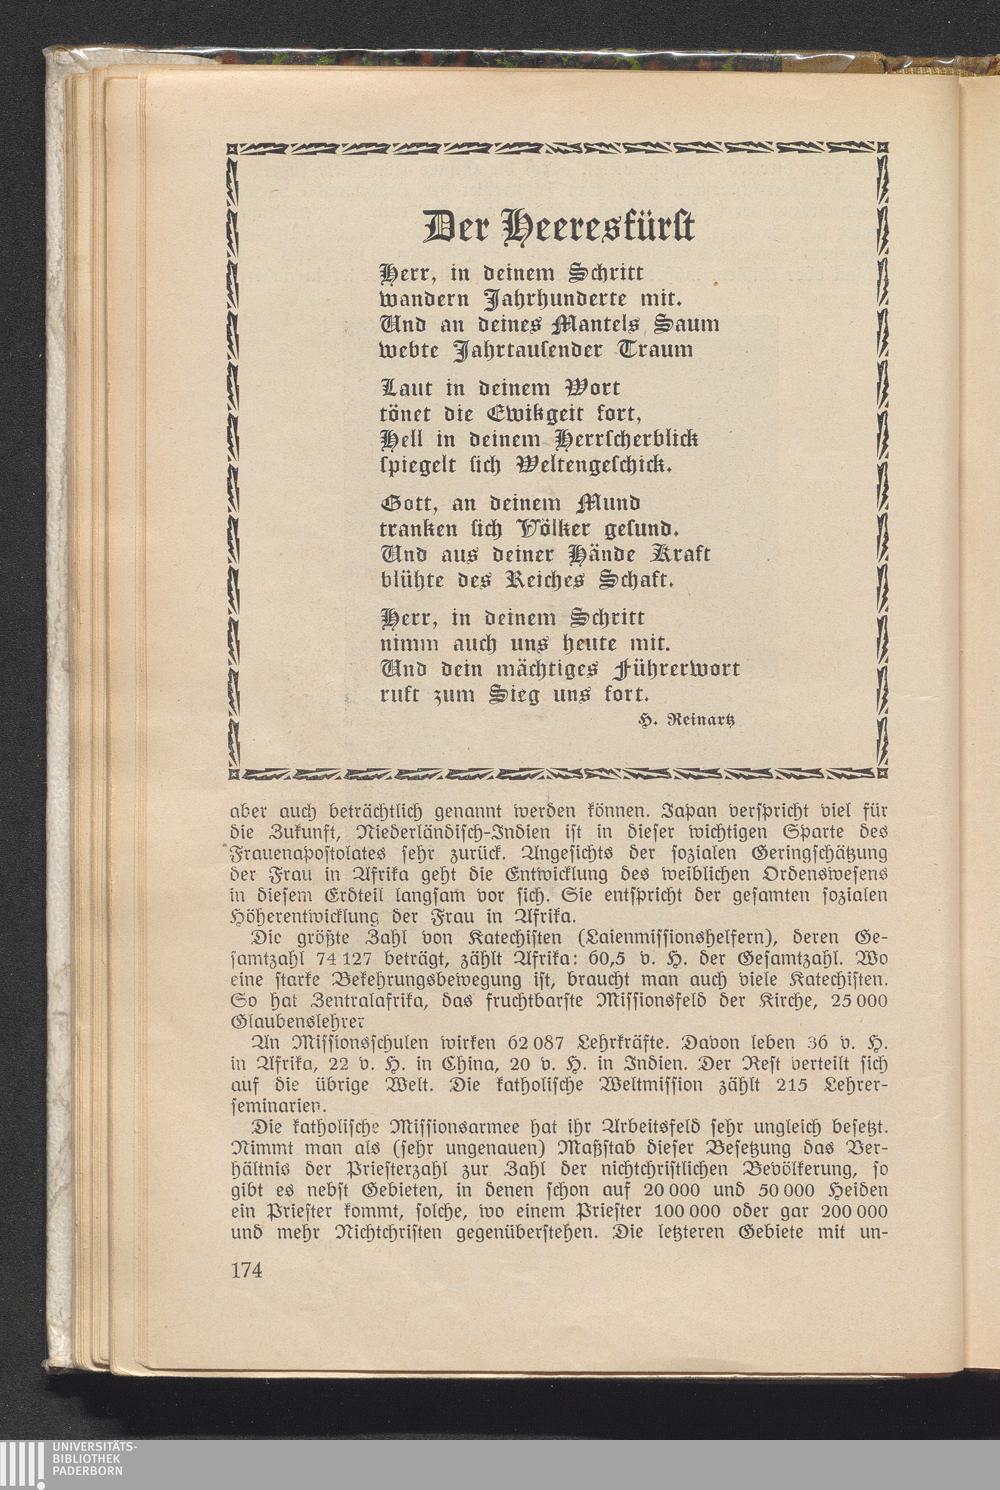 Der Heeresfürst
Herr, in deinem Schritt
wandern Jahrhunderte mit.
Und an deines Mantels Saum
webte Jahrtausender Traum
Laut in deinem Wort
tönet die Ewikgeit fort,
Hell in deinem Herrscherblick
spiegelt sich Weltengeschick.
Gott, an deinem Mund
tranken sich Völker gesund.
Und aus deiner Hände Kraft
blühte des Reiches Schaft.
Herr, in deinem Schritt
nimm auch uns heute mit.
Und dein mächtiges Führerwort
ruft zum Sieg uns fort.
H. Reinartz
aber auch beträchtlich genannt werden können. Japan verspricht viel für
die Zukunft, Niederländisch-Indien ist in dieser wichtigen Sparte des
Frauenapostolates sehr zurück. Angesichts der sozialen Geringschätzung
der Frau in Afrika geht die Entwicklung des weiblichen Ordenswesens
in diesem Erdteil langsam vor sich. Sie entspricht der gesamten sozialen
Höherentwicklung der Frau in Afrika.
Die größte Zahl von Katechisten (Laienmissionshelfern), deren Ge-
samtzahl 74 127 beträgt, zählt Afrika: 60,5 v. H. der Gesamtzahl. Wo
eine starke Bekehrungsbewegung ist, braucht man auch viele Katechisten.
So hat Zentralafrika, das fruchtbarste Missionsfeld der Kirche, 25 000
Glaubenslehrer
An Missionsschulen wirken 62 087 Lehrkräfte. Davon leben 36 v. H.
in Afrika, 22 v. H. in China, 20 v. H. in Indien. Der Rest verteilt sich
auf die übrige Welt. Die katholische Weltmission zählt 215 Lehrer-
seminarien.
Die katholische Missionsarmee hat ihr Arbeitsfeld sehr ungleich besetzt.
Nimmt man als (sehr ungenauen) Maßstab dieser Besetzung das Ver-
hältnis der Priesterzahl zur Zahl der nichtchristlichen Bevölkerung, so
gibt es nebst Gebieten, in denen schon auf 20 000 und 50 000 Heiden
ein Priester kommt, solche, wo einem Priester 100 000 oder gar 200 000
und mehr Nichtchristen gegenüberstehen. Die letzteren Gebiete mit un-
174
UNIVERSITÄTS-
BIBLIOTHEK
PADERBORN